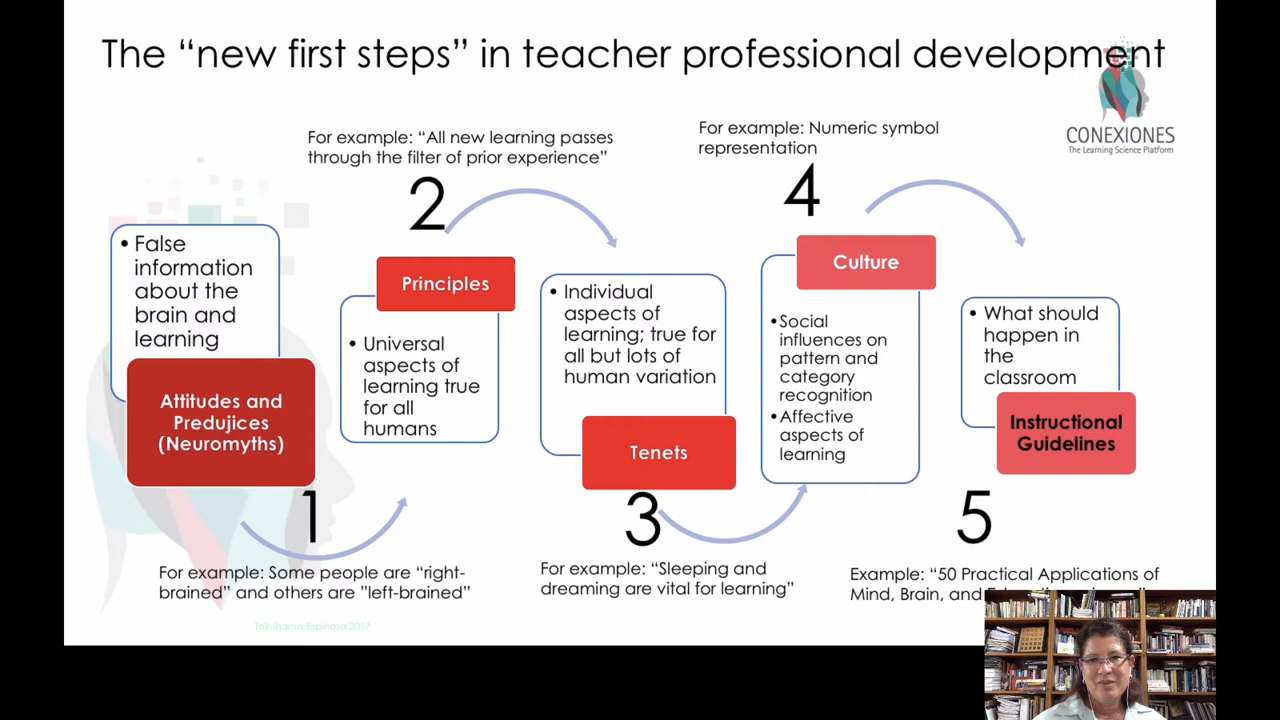 The “new first steps” in teacher professional development
CONEXIONES
The Learning Science Platform
• False
information
about the
brain and
learning
Attitudes and
Predujices
(Neuromyths)
1
For example: Some people are “right-
brained” and others are ”left-brained”
For example: “All new learning passes
through the filter of prior experience”
2
Principles
• Universal
aspects of
learning true
for all
humans
• Individual
aspects of
learning; true for
all but lots of
human variation
Tenets
3
For example: “Sleeping and
dreaming are vital for learning”
For example: Numeric symbol
representation
4
Culture
• Social
influences on
pattern and
category
recognition
• Affective
aspects of
learning
• What should
happen in
the
classroom
Instructional
Guidelines
5
Example: “50 Practical Applications of
Mind, Brain, and
Tokuhama-Espinosa 2017